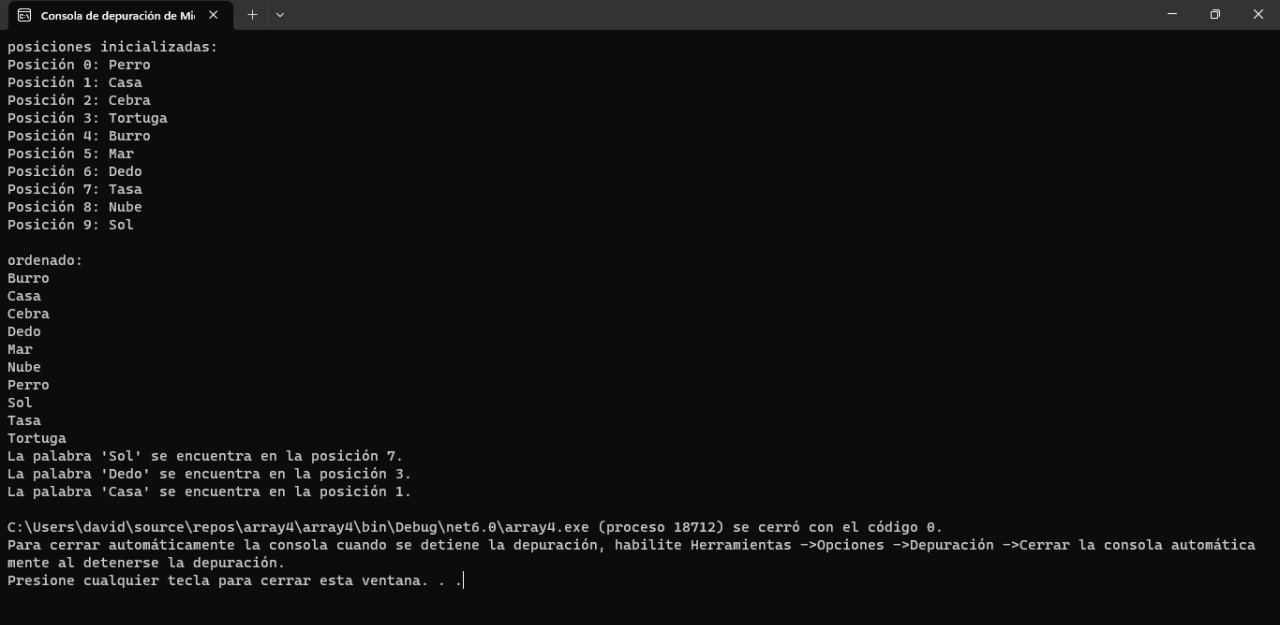 Consola de depuración de Mi
posiciones inicializadas:
Posición 0: Perro
Posición 1: Casa
Posición 2: Cebra
Posición 3: Tortuga
Posición 4: Burro
Posición 5: Mar
Posición 6: Dedo
Posición 7: Tasa
Posición 8: Nube
Posición 9: Sol
ordenado:
Burro
Casa
Cebra
Dedo
Mar
Nube
Perro
Sol
Tasa
Tortuga
La palabra 'Sol' se encuentra en la posición 7.
La palabra 'Dedo' se encuentra en la posición 3.
La palabra 'Casa' se encuentra en la posición 1.
C:\Users\david\source\repos\array4\array4\bin\Debug\net6.0\array4.exe (proceso 18712) se cerró con el código 0.
Para cerrar automáticamente la consola cuando se detiene la depuración, habilite Herramientas ->Opciones ->Depuración ->Cerrar la consola automática
mente al detenerse la depuración.
Presione cualquier tecla para cerrar esta ventana. . .